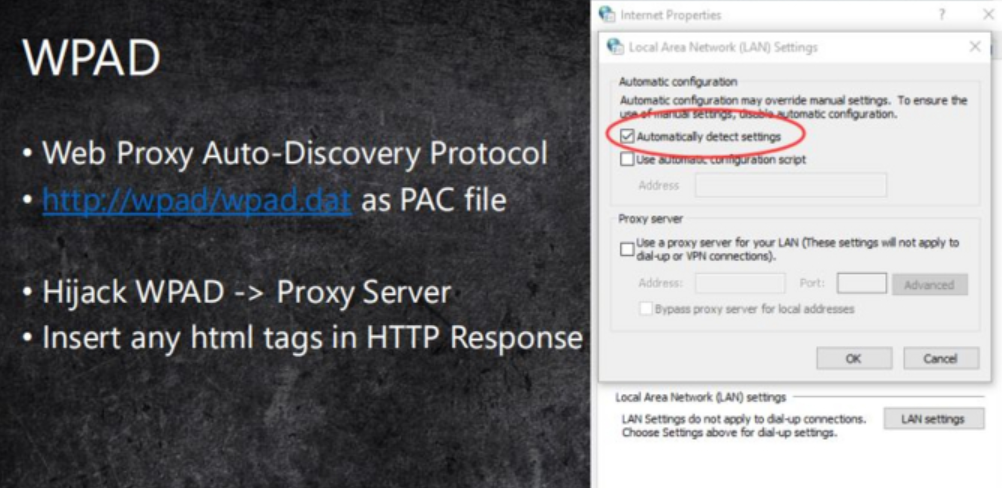 WPAD
• Web Proxy Auto-Discovery Protocol
• http://wpad/wpad.dat as PAC file
• Hijack WPAD -> Proxy Server
• Insert any html tags in HTTP Response
Internet Properties
Local Area Network (LAN) Settings
Automatic configuration
Automatic configuration may override manual settings. To ensure the
use of manual settings, disable automatic configuration.
Automatically detect settings
Use automatic configuration script
Address
Proxy server
Use a proxy server for your LAN (These settings will not apply to
dial-up or VPN connections).
Address: Port: Advanced
Bypass proxy server for local addresses
OK Cancel
Local Area Network (LAN) settings
LAN Settings do not apply to dial-up connections.
Choose Settings above for dial-up settings.
LAN settings